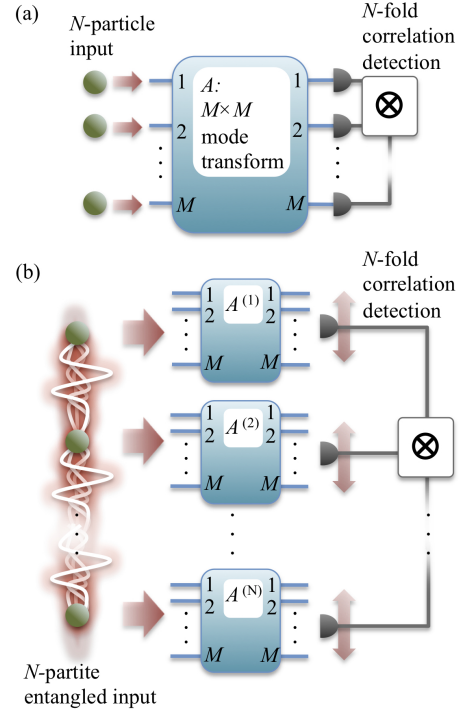 (a)
N-particle
input
N-fold
correlation
detection
1
2
M
A:
M× M
mode
transform
1
2
M
⊗
(b)
N-fold
correlation
detection
1
2
M
A(1)
1
2
M
1
2
M
A(2)
1
2
M
⊗
1
2
M
A(N)
1
2
M
N-partite
entangled input